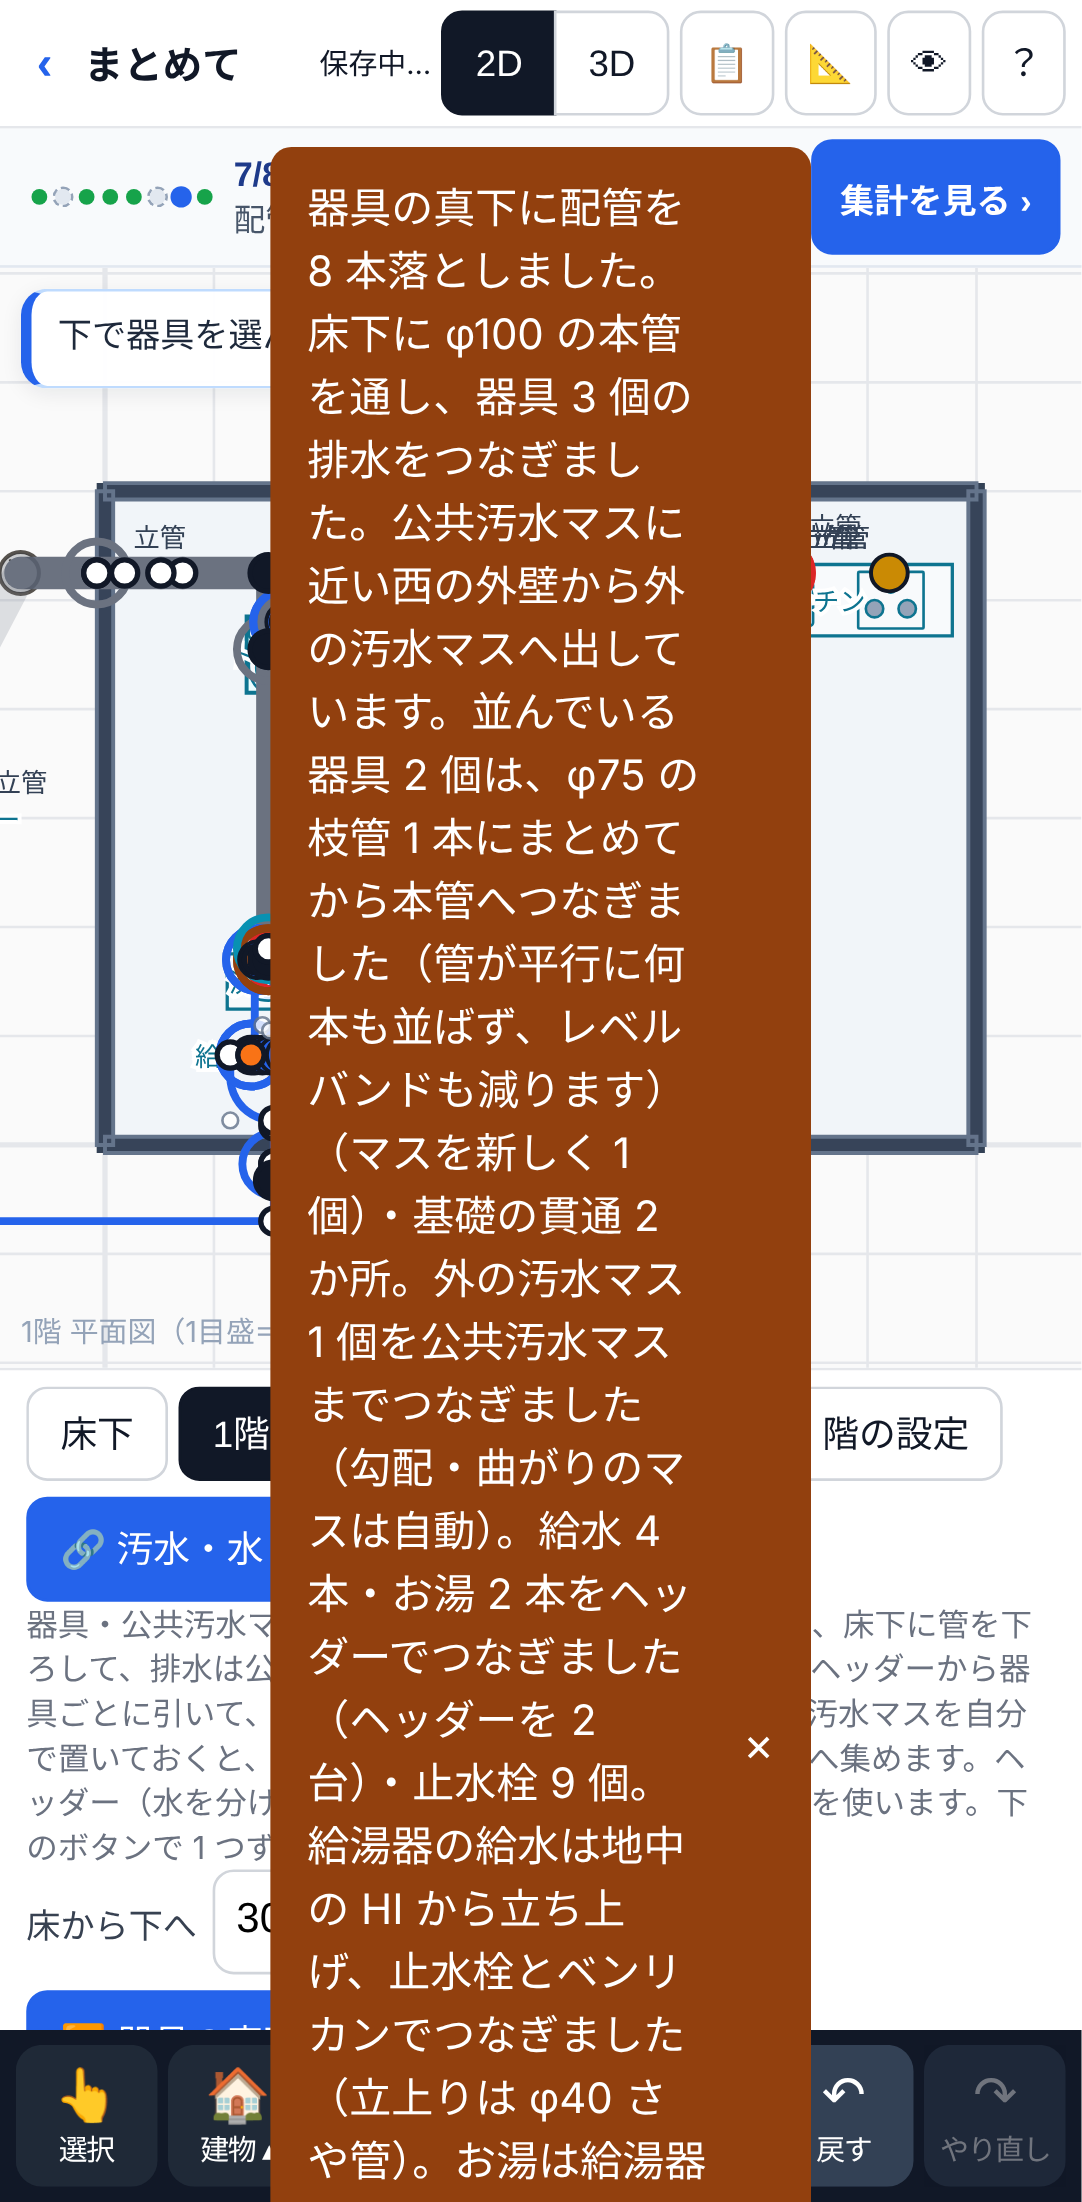 まとめて
保存中...
2D
3D
?
7/8
配管
集計を見る ›
下で器具を選ん
器具の真下に配管を
8 本落としました。
床下に φ100 の本管
を通し、器具 3 個の
排水をつなぎまし
た。公共汚水マスに
近い西の外壁から外
の汚水マスへ出して
います。並んでいる
器具 2 個は、φ75 の
枝管 1 本にまとめて
から本管へつなぎま
した（管が平行に何
本も並ばず、レベル
バンドも減ります）
（マスを新しく 1
個）・基礎の貫通 2
か所。外の汚水マス
1 個を公共汚水マス
までつなぎました
（勾配・曲がりのマ
スは自動）。給水 4
本・お湯 2 本をヘッ
ダーでつなぎました
（ヘッダーを 2
台）・止水栓 9 個。
給湯器の給水は地中
の HI から立ち上
げ、止水栓とベンリ
カンでつなぎました
（立上りは φ40 さ
や管）。お湯は給湯器
×
立管
立管
立管
チン
給
1階 平面図（1目盛=
床下
1階
階の設定
汚水・水
器具・公共汚水マ
、床下に管を下
ろして、排水は公
ヘッダーから器
具ごとに引いて、
汚水マスを自分
で置いておくと、
へ集めます。ヘ
ッダー（水を分け
を使います。下
のボタンで 1 つず
床から下へ
30
選択
建物
戻す
やり直し